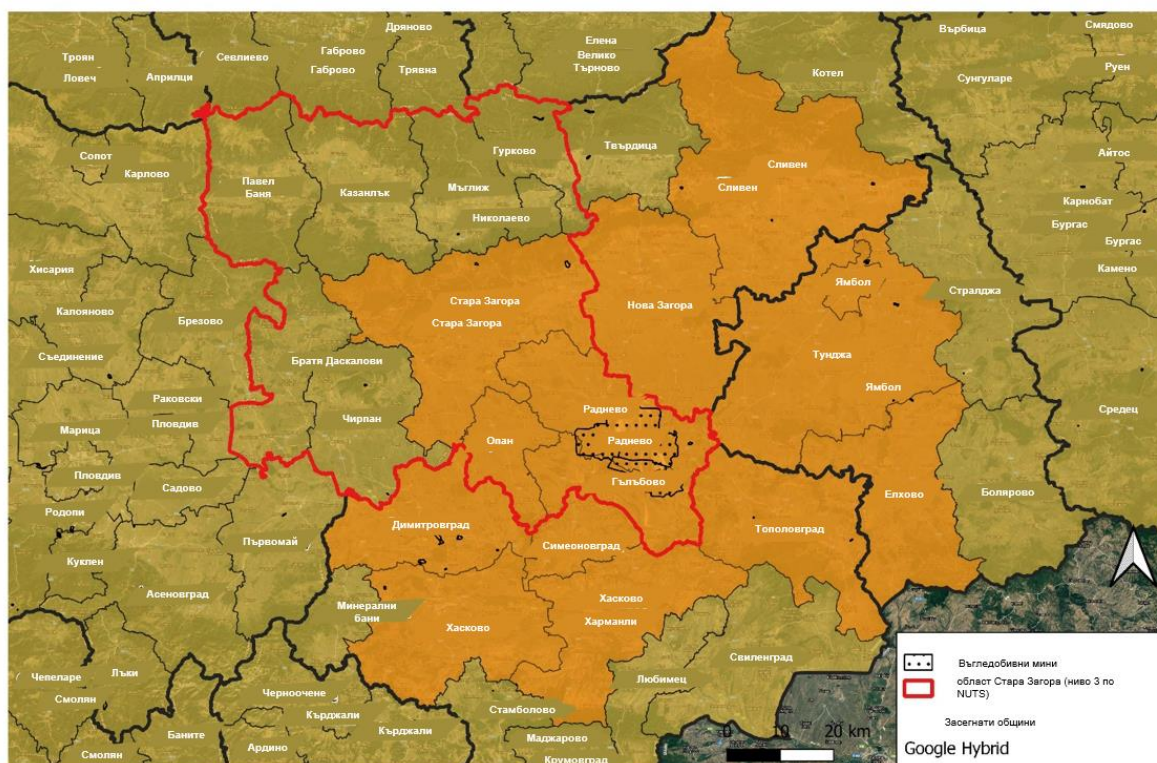 Дряново
Елена
Върбица
Смядово
Троян
Севлиево
Габрово
Велико
Търново
Руен
Ловеч
Априлци
Габрово
Трявна
Котел
Сунгуларе
Сопот
Карлово
Гурково
Твърдица
Айтос
Павел
Баня
Казанлък
Мъглиж
Сливен
Сливен
Карнобат
Николаево
Бургас
Бургас
Хисария
Камено
Ямбол
Стралджа
Стара Загора
Нова Загора
Калояново
Брезово
Стара Загора
Съединение
Братя Даскалови
Тунджа
Ямбол
Раковски
Раднево
Средец
Марица
Пловдив
Чирпан
Опан
Раднево
Пловдив
Садово
Гълъбово
Елхово
Болярово
Родопи
Димитровград
Тополовград
Първомай
Симеоновград
Куклен
Асеновград
Минерални
бани
Хасково
Хасково
Харманли
Свиленград
Любимец
Чепеларе
Лъки
Смолян
Черноочене
Стамболово
Кърджали
Баните
Кърджали
Маджарово
Смолян
Ардино
Крумовград
0 10 20 km
Въгледобивни мини
област Стара Загора (ниво 3 по
NUTS)
Засегнати общини
Google Hybrid